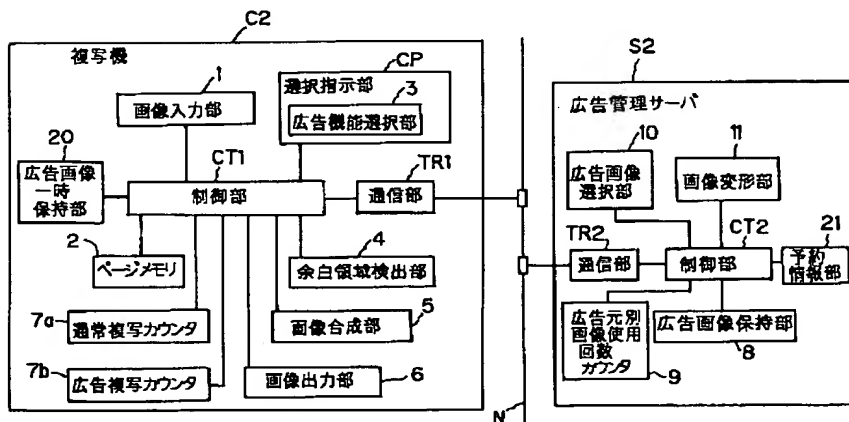 C2
複写機
1
画像入力部
CP
選択指示部
3
広告機能選択部
20
広告画像
一時
保持部
CT1
制御部
TR1
通信部
2
ページメモリ
4
余白領域検出部
7a
通常複写カウンタ
画像合成部
5
7b
広告複写カウンタ
画像出力部
6
N
S2
広告管理サーバ
10
広告画像
選択部
11
画像変形部
TR2
通信部
CT2
制御部
21
予約
情報部
広告元別
画像使用
回数
カウンタ
9
広告画像保持部
8